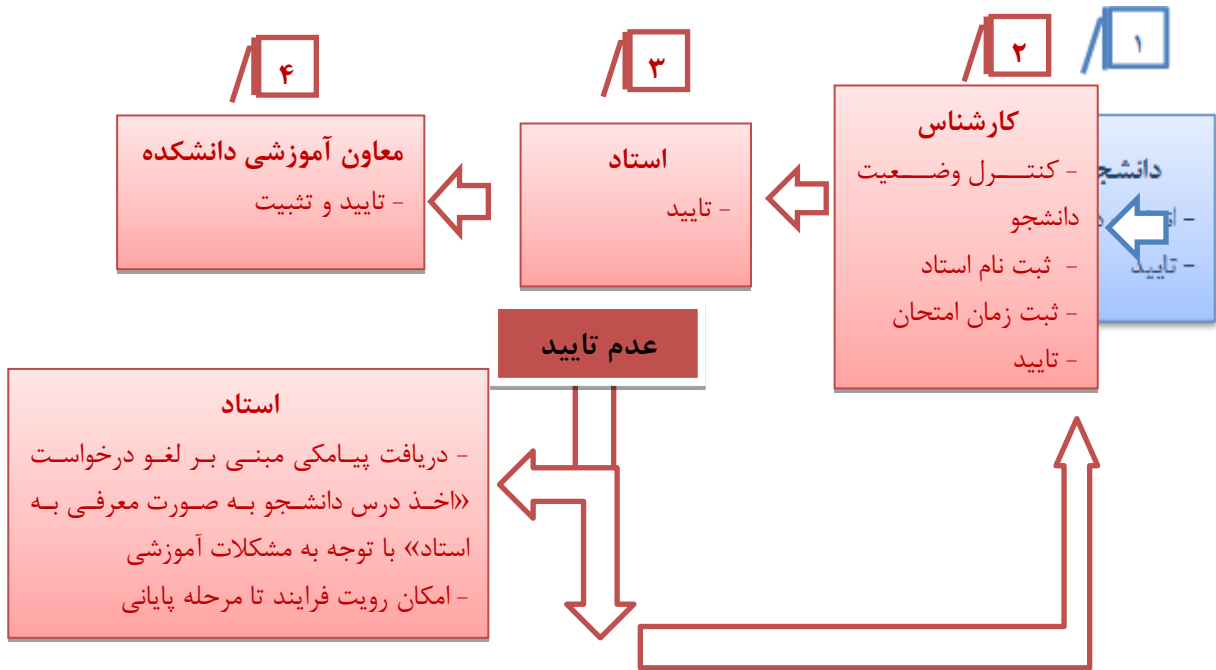 ۱
۲
۳
۴
- تایید
کارشناس
- کنترل وضعیت
دانشجو
- ثبت نام استاد
- ثبت زمان امتحان
- تایید
استاد
- تایید
معاون آموزشی دانشکده
- تایید و تثبیت
عدم تایید
استاد
- دریافت پیامکی مبنی بر لغو درخواست
«اخذ درس دانشجو به صورت معرفی به
استاد» با توجه به مشکلات آموزشی
- امکان رویت فرایند تا مرحله پایانی